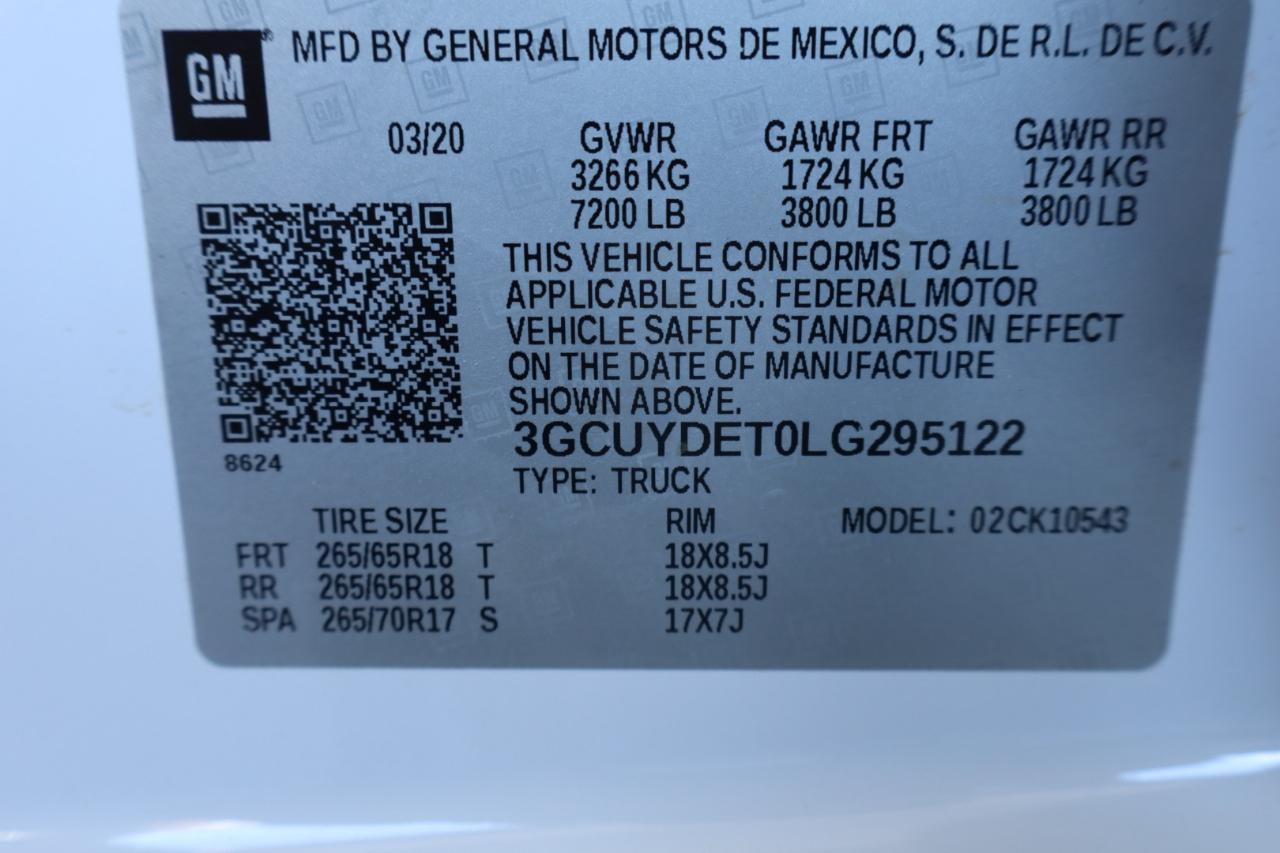 GM® MFD BY GENERAL MOTORS DE MEXICO, S. DE R.L. DE C.V.
03/20 GVWR GAWR FRT GAWR RR
3266 KG 1724 KG 1724 KG
7200 LB 3800 LB 3800 LB
THIS VEHICLE CONFORMS TO ALL
APPLICABLE U.S. FEDERAL MOTOR
VEHICLE SAFETY STANDARDS IN EFFECT
ON THE DATE OF MANUFACTURE
SHOWN ABOVE.
3GCUYDET0LG295122
8624
TYPE: TRUCK
TIRE SIZE RIM MODEL: 02CK10543
FRT 265/65R18 T 18X8.5J
RR 265/65R18 T 18X8.5J
SPA 265/70R17 S 17X7J